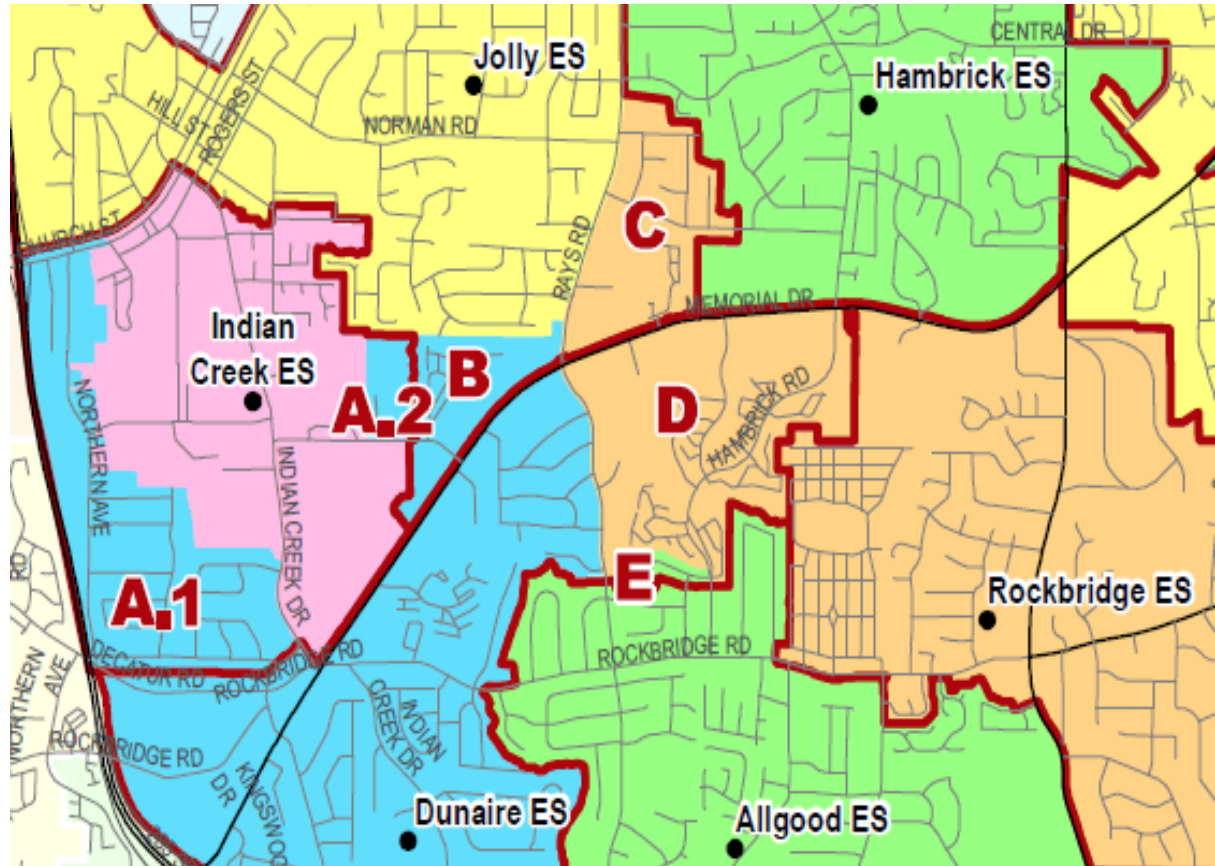 CENTRAL DR
Jolly ES
Hambrick ES
HILL ST
ROGERS ST
NORMAN RD
CHURCH ST
C
RAYS RD
MEMORIAL DR
Indian
Creek ES
B
A.2
D
HAMBRICK RD
NORTHERN AVE
INDIAN CREEK DR
E
A.1
Rockbridge ES
DECATUR RD
ROCKBRIDGE RD
ROCKBRIDGE RD
RD
NORTHERN
AVE
ROCKBRIDGE RD
INDIAN
CREEK DR
KINGSWOO
DR
Dunaire ES
Allgood ES